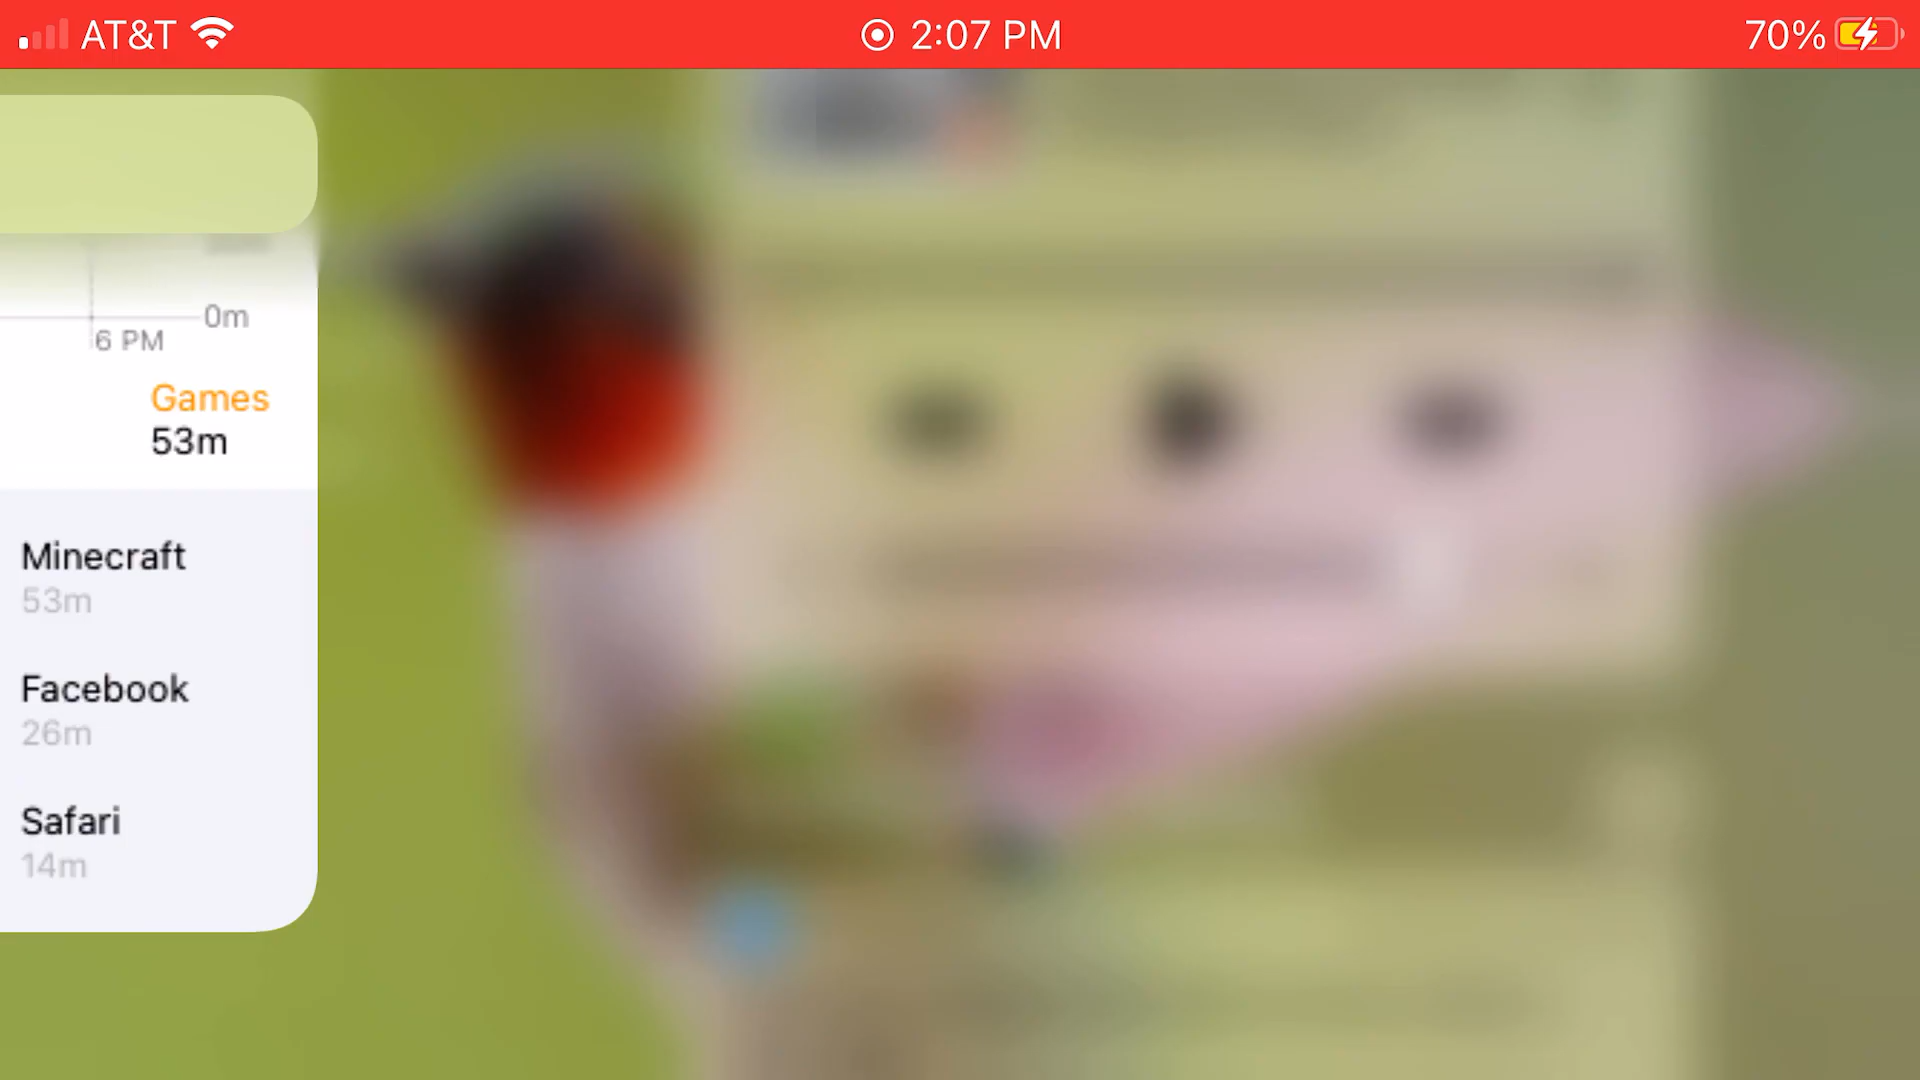 AT&T
2:07 PM
70%
0m
6 PM
Games
53m
Minecraft
53m
Facebook
26m
Safari
14m